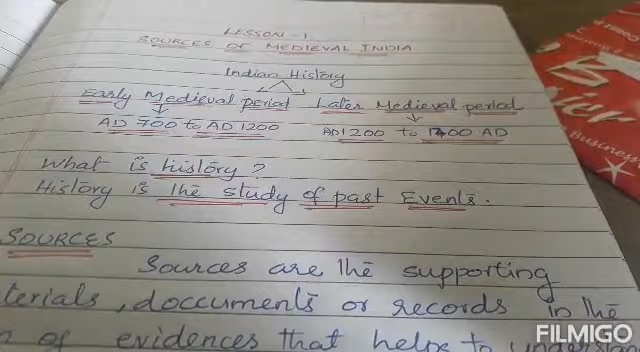 LESSON - 1
SOURCES OF MEDIEVAL INDIA
Indian History
Early Medieval period Later Medieval period
AD 700 to AD 1200 AD 1200 to 1700 AD
What is history?
History is the study of past Events.
SOURCES
Sources are the supporting
terials, doccuments or records in the
of evidences that helps to
Business
FILMIGO